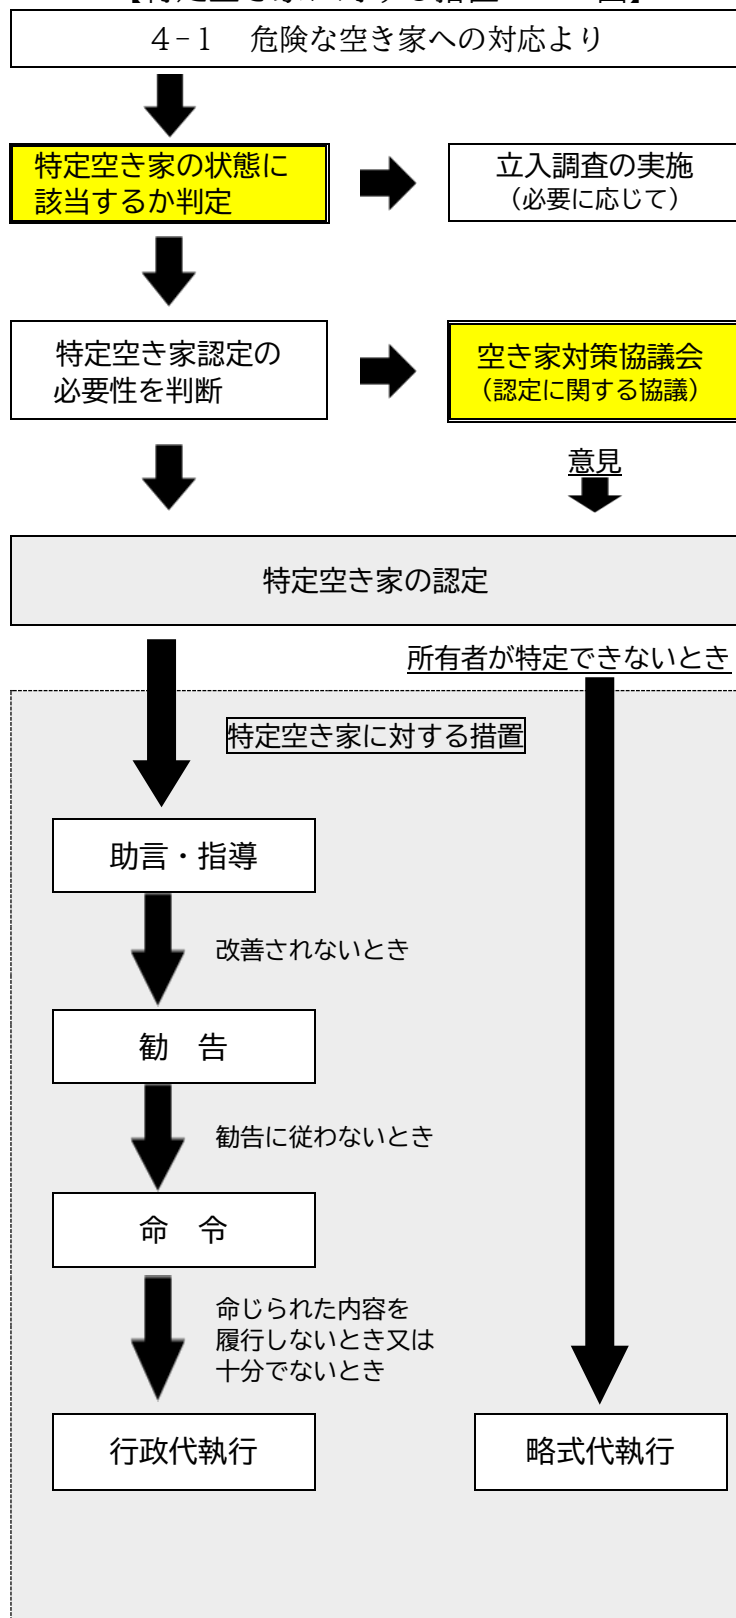 ４-１　危険な空き家への対応より
特定空き家の状態に
該当するか判定
立入調査の実施
（必要に応じて）
特定空き家認定の
必要性を判断
空き家対策協議会
（認定に関する協議）
意見
特定空き家の認定
所有者が特定できないとき
特定空き家に対する措置
助言・指導
改善されないとき
勧　告
勧告に従わないとき
命　令
命じられた内容を
履行しないとき又は
十分でないとき
行政代執行
略式代執行